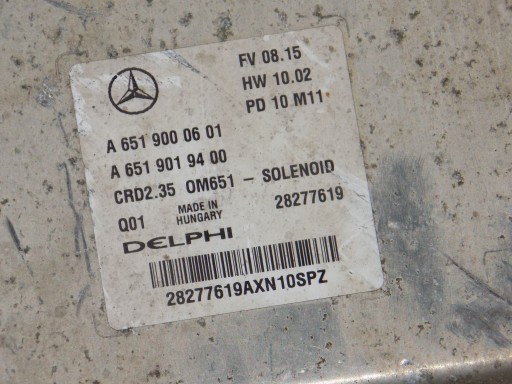 FV 08.15
HW 10.02
PD 10 M11
A 651 900 06 01
A 651 901 94 00
CRD2.35 OM651 - SOLENOID
Q01 MADE IN HUNGARY 28277619
DELPHI
28277619AXN10SPZ